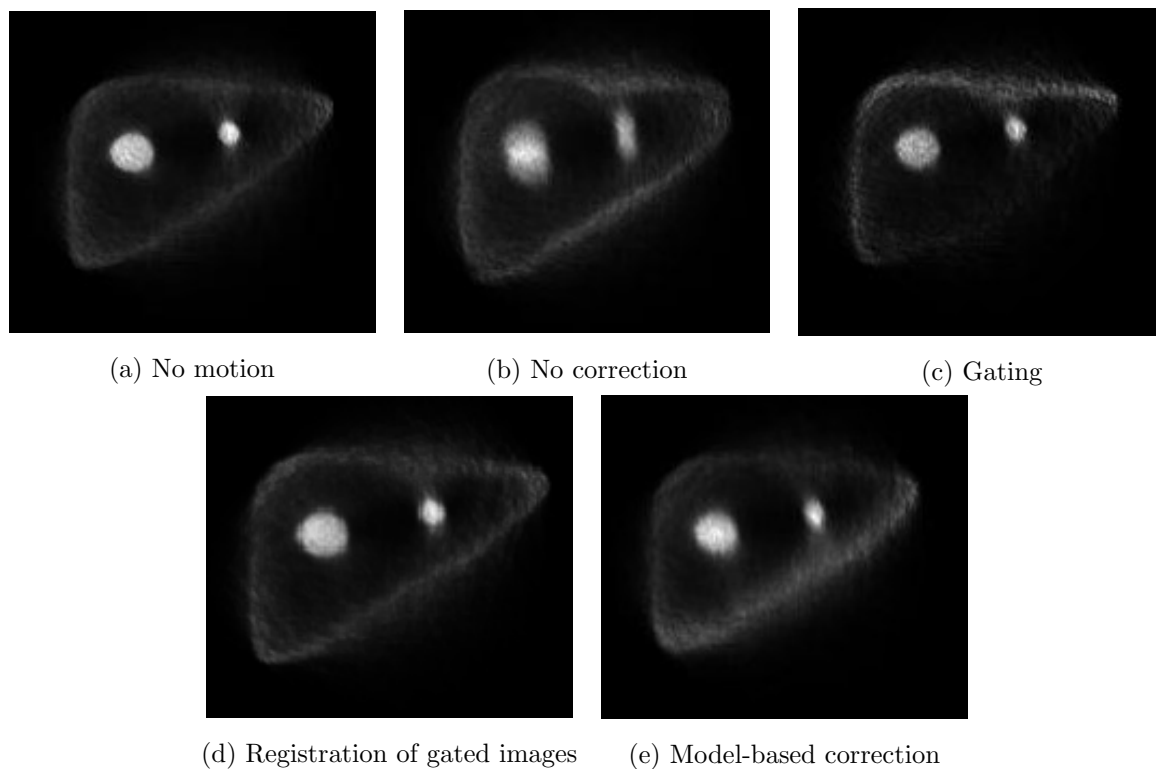 (a) No motion
(b) No correction
(c) Gating
(d) Registration of gated images
(e) Model-based correction